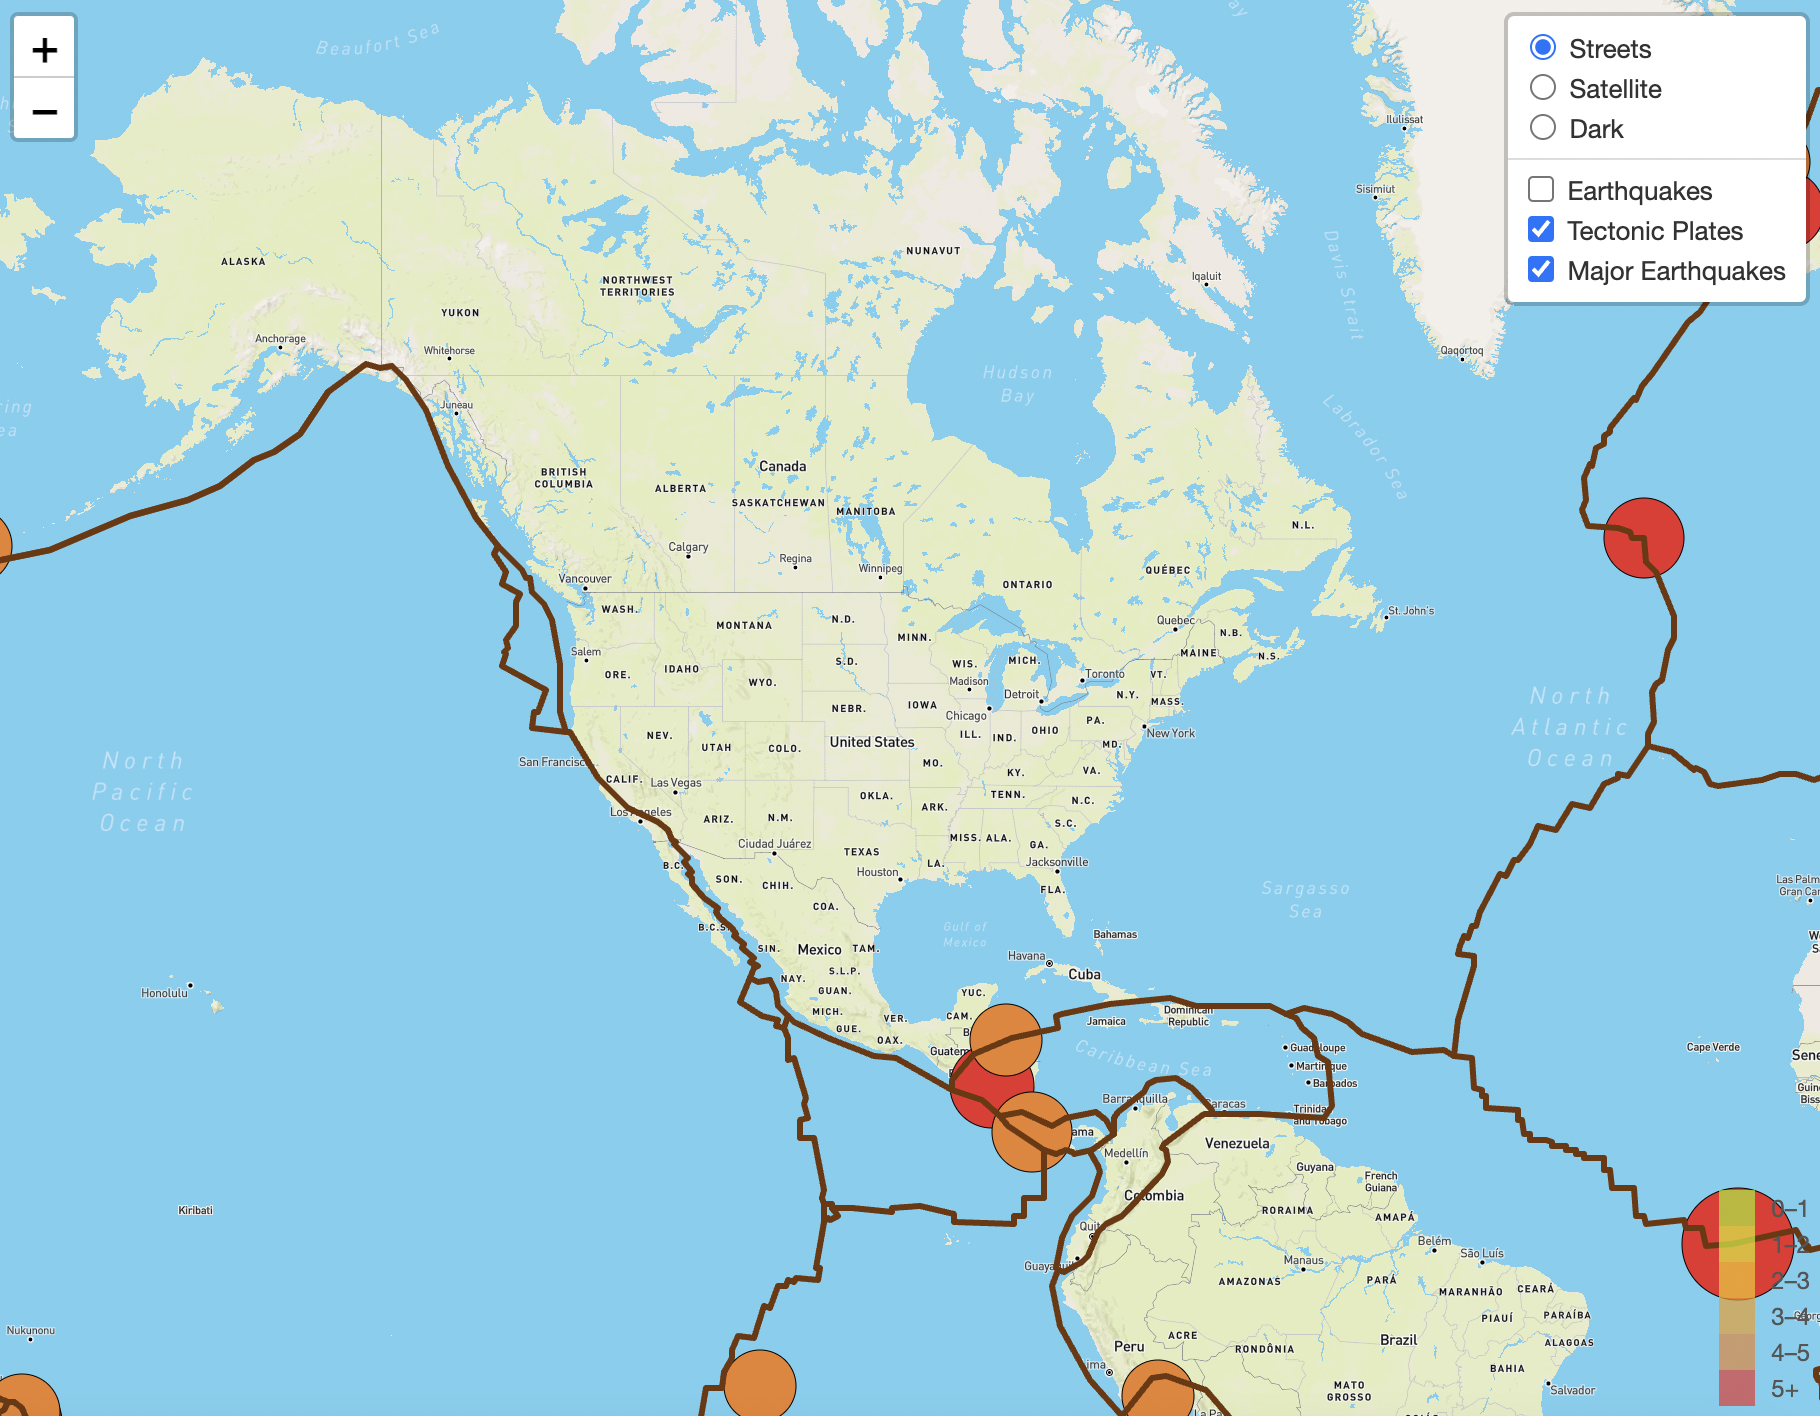 +
−
Streets
Satellite
Dark
Earthquakes
Tectonic Plates
Major Earthquakes
Beaufort Sea
Ilulissat
Sisimiut
Davis Strait
NUNAVUT
ALASKA
Iqaluit
NORTHWEST
TERRITORIES
YUKON
Anchorage
Whitehorse
Qaqortoq
Hudson
Bay
Juneau
Labrador Sea
Canada
BRITISH
COLUMBIA
ALBERTA
SASKATCHEWAN
MANITOBA
N.L.
Calgary
Regina
Winnipeg
QUÉBEC
Vancouver
ONTARIO
WASH.
St. John's
MONTANA
N.D.
Quebec
MINN.
N.B.
Salem
MAINE
N.S.
ORE.
IDAHO
S.D.
WIS.
MICH.
WYO.
Madison
Toronto
VT.
Detroit
N.Y.
MASS.
NEBR.
IOWA
Chicago
North
Atlantic
Ocean
NEV.
UTAH
COLO.
United States
ILL.
IND.
OHIO
PA.
New York
MD.
North
Pacific
Ocean
San Francisc
CALIF.
Las Vegas
MO.
KY.
VA.
OKLA.
TENN.
N.C.
Los Angeles
ARIZ.
N.M.
ARK.
S.C.
Ciudad Juárez
TEXAS
MISS.
ALA.
GA.
B.C.
SON.
CHIH.
Houston
LA.
Jacksonville
FLA.
Sargasso
Sea
Las Palm
Gran Car
COA.
B.C.S.
Gulf of
Mexico
Bahamas
SIN.
Mexico
TAM.
Havana
Cuba
NAY.
S.L.P.
Honolulu
GUAN.
YUC.
MICH.
VER.
CAM.
GUE.
OAX.
Jamaica
Dominican
Republic
Guatem
Caribbean Sea
Guadeloupe
Martinique
Barbados
Cape Verde
Sene
Guin
Biss
Barranquilla
Caracas
Trinidad
and Tobago
ama
Medellín
Venezuela
Guyana
French
Guiana
Colombia
Kiribati
RORAIMA
AMAPÁ
Quit
Belém
São Luís
Guayaquil
Manaus
AMAZONAS
PARÁ
MARANHÃO
CEARÁ
PIAUÍ
PARAÍBA
ALAGOAS
Nukunonu
Peru
ACRE
RONDÔNIA
Brazil
BAHIA
ima
MATO
GROSSO
Salvador
La Pa
0–1
1–2
2–3
3–4
4–5
5+